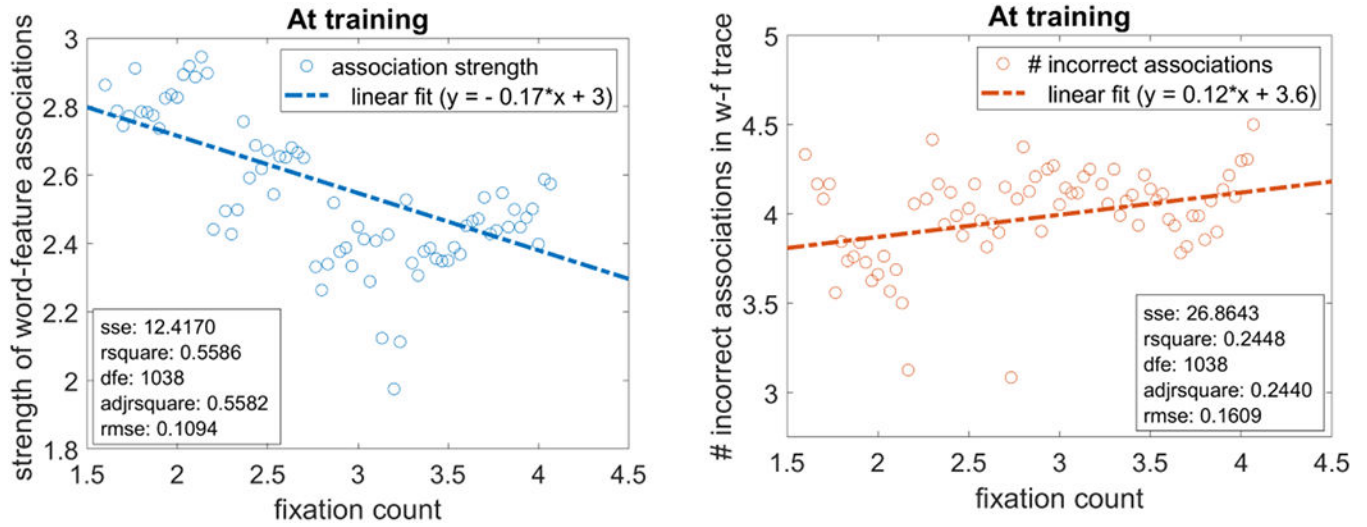 At training
strength of word-feature associations
3
2.8
2.6
2.4
2.2
2
1.8
association strength
linear fit (y = - 0.17*x + 3)
sse: 12.4170
rsquare: 0.5586
dfe: 1038
adjrsquare: 0.5582
rmse: 0.1094
1.5 2 2.5 3 3.5 4 4.5
fixation count
At training
# incorrect associations in w-f trace
5
4.5
4
3.5
3
# incorrect associations
linear fit (y = 0.12*x + 3.6)
sse: 26.8643
rsquare: 0.2448
dfe: 1038
adjrsquare: 0.2440
rmse: 0.1609
1.5 2 2.5 3 3.5 4 4.5
fixation count